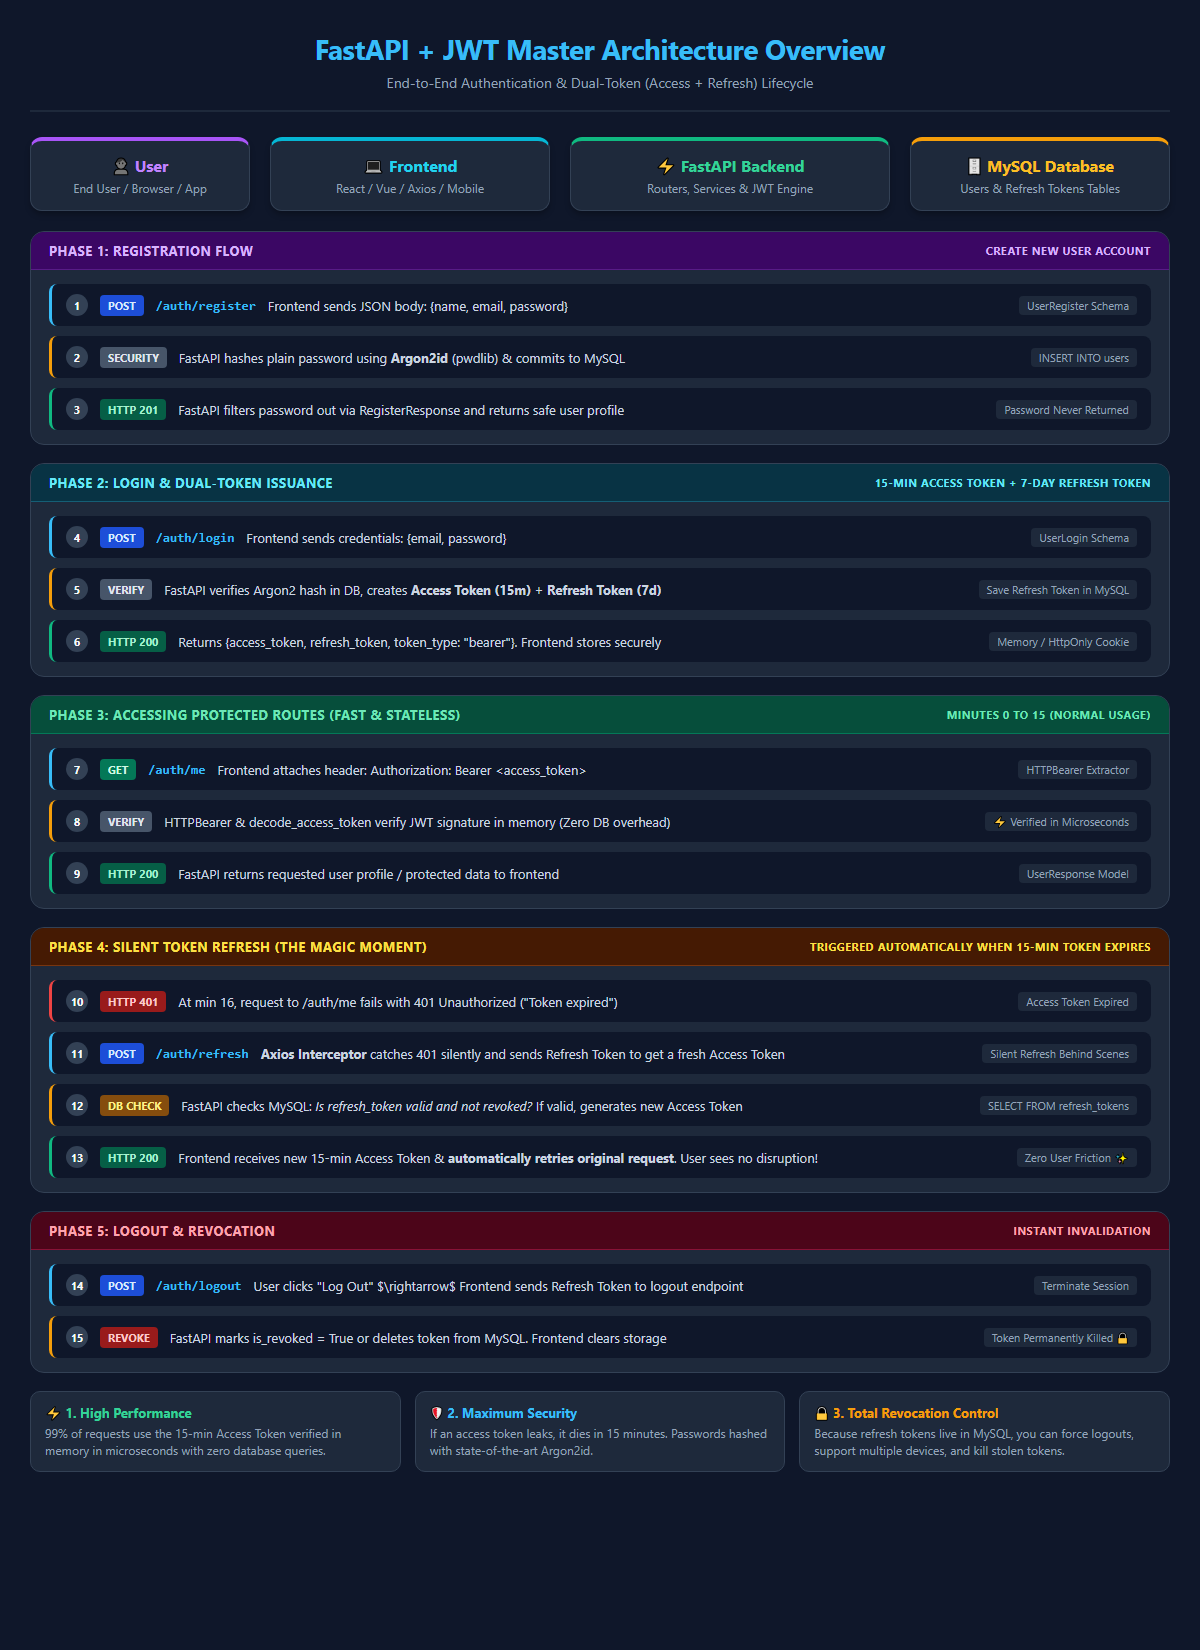 FastAPI + JWT Master Architecture Overview
End-to-End Authentication & Dual-Token (Access + Refresh) Lifecycle
User
End User / Browser / App
Frontend
React / Vue / Axios / Mobile
⚡ FastAPI Backend
Routers, Services & JWT Engine
MySQL Database
Users & Refresh Tokens Tables
PHASE 1: REGISTRATION FLOW
CREATE NEW USER ACCOUNT
1 POST /auth/register Frontend sends JSON body: {name, email, password} UserRegister Schema
2 SECURITY FastAPI hashes plain password using Argon2id (pwdlib) & commits to MySQL INSERT INTO users
3 HTTP 201 FastAPI filters password out via RegisterResponse and returns safe user profile Password Never Returned
PHASE 2: LOGIN & DUAL-TOKEN ISSUANCE
15-MIN ACCESS TOKEN + 7-DAY REFRESH TOKEN
4 POST /auth/login Frontend sends credentials: {email, password} UserLogin Schema
5 VERIFY FastAPI verifies Argon2 hash in DB, creates Access Token (15m) + Refresh Token (7d) Save Refresh Token in MySQL
6 HTTP 200 Returns {access_token, refresh_token, token_type: "bearer"}. Frontend stores securely Memory / HttpOnly Cookie
PHASE 3: ACCESSING PROTECTED ROUTES (FAST & STATELESS)
MINUTES 0 TO 15 (NORMAL USAGE)
7 GET /auth/me Frontend attaches header: Authorization: Bearer <access_token> HTTPBearer Extractor
8 VERIFY HTTPBearer & decode_access_token verify JWT signature in memory (Zero DB overhead) ⚡ Verified in Microseconds
9 HTTP 200 FastAPI returns requested user profile / protected data to frontend UserResponse Model
PHASE 4: SILENT TOKEN REFRESH (THE MAGIC MOMENT)
TRIGGERED AUTOMATICALLY WHEN 15-MIN TOKEN EXPIRES
10 HTTP 401 At min 16, request to /auth/me fails with 401 Unauthorized ("Token expired") Access Token Expired
11 POST /auth/refresh Axios Interceptor catches 401 silently and sends Refresh Token to get a fresh Access Token Silent Refresh Behind Scenes
12 DB CHECK FastAPI checks MySQL: Is refresh_token valid and not revoked? If valid, generates new Access Token SELECT FROM refresh_tokens
13 HTTP 200 Frontend receives new 15-min Access Token & automatically retries original request. User sees no disruption! Zero User Friction ✨
PHASE 5: LOGOUT & REVOCATION
INSTANT INVALIDATION
14 POST /auth/logout User clicks "Log Out" $\rightarrow$ Frontend sends Refresh Token to logout endpoint Terminate Session
15 REVOKE FastAPI marks is_revoked = True or deletes token from MySQL. Frontend clears storage Token Permanently Killed 🔒
⚡ 1. High Performance
99% of requests use the 15-min Access Token verified in
memory in microseconds with zero database queries.
2. Maximum Security
If an access token leaks, it dies in 15 minutes. Passwords hashed
with state-of-the-art Argon2id.
🔒 3. Total Revocation Control
Because refresh tokens live in MySQL, you can force logouts,
support multiple devices, and kill stolen tokens.